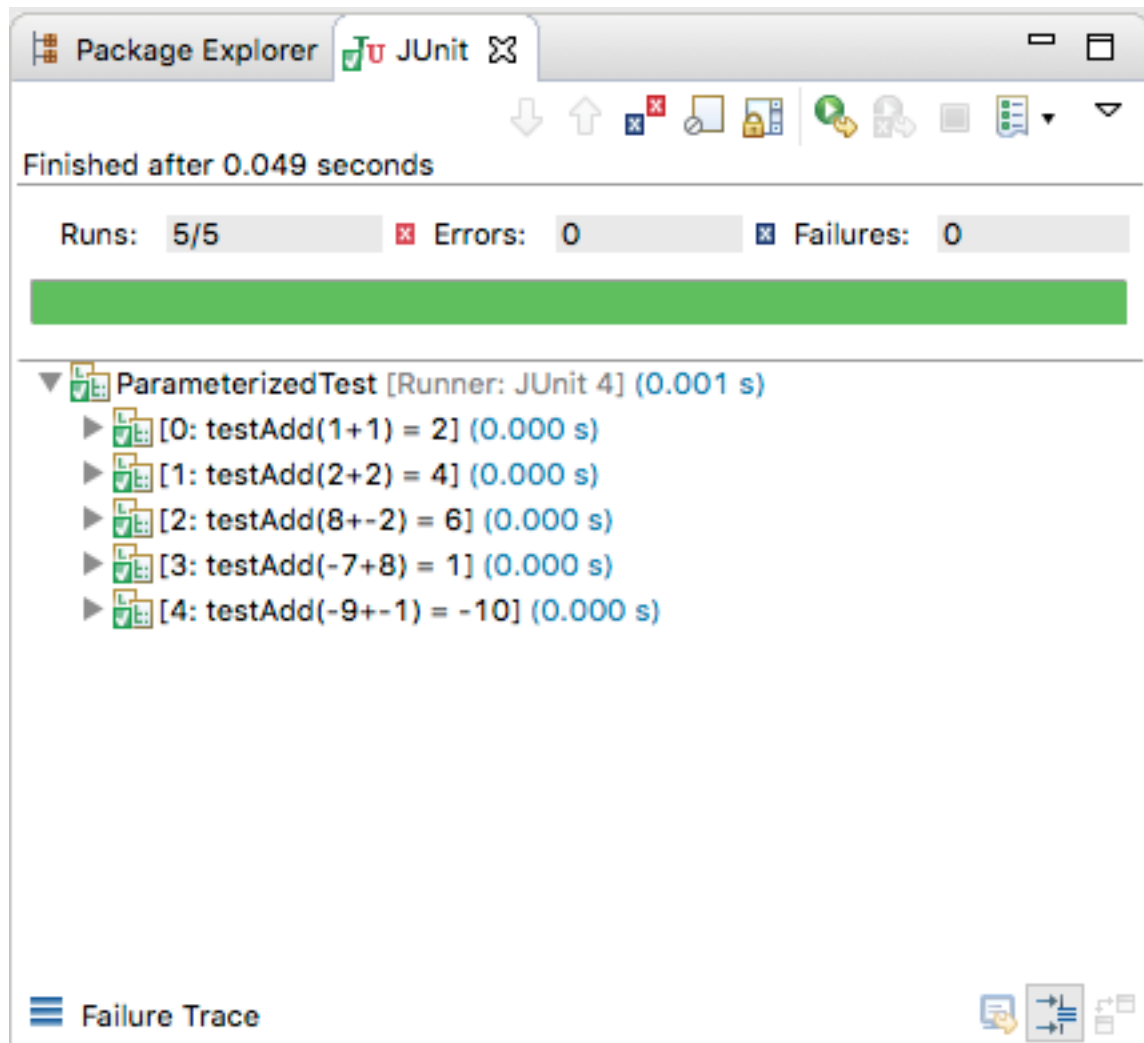 Package Explorer JUnit
Finished after 0.049 seconds
Runs: 5/5 Errors: 0 Failures: 0
ParameterizedTest [Runner: JUnit 4] (0.001 s)
[0: testAdd(1+1) = 2] (0.000 s)
[1: testAdd(2+2) = 4] (0.000 s)
[2: testAdd(8+-2) = 6] (0.000 s)
[3: testAdd(-7+8) = 1] (0.000 s)
[4: testAdd(-9+-1) = -10] (0.000 s)
Failure Trace